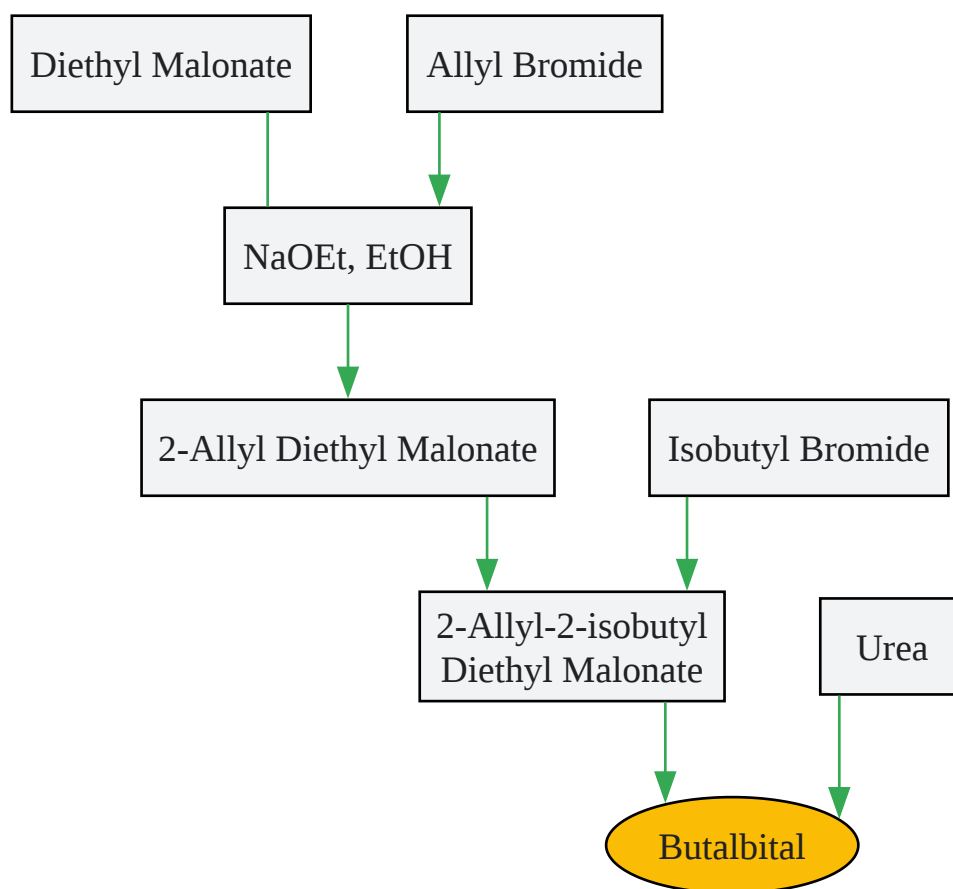 Diethyl Malonate
Allyl Bromide
NaOEt, EtOH
2-Allyl Diethyl Malonate
Isobutyl Bromide
2-Allyl-2-isobutyl
Diethyl Malonate
Urea
Butalbital